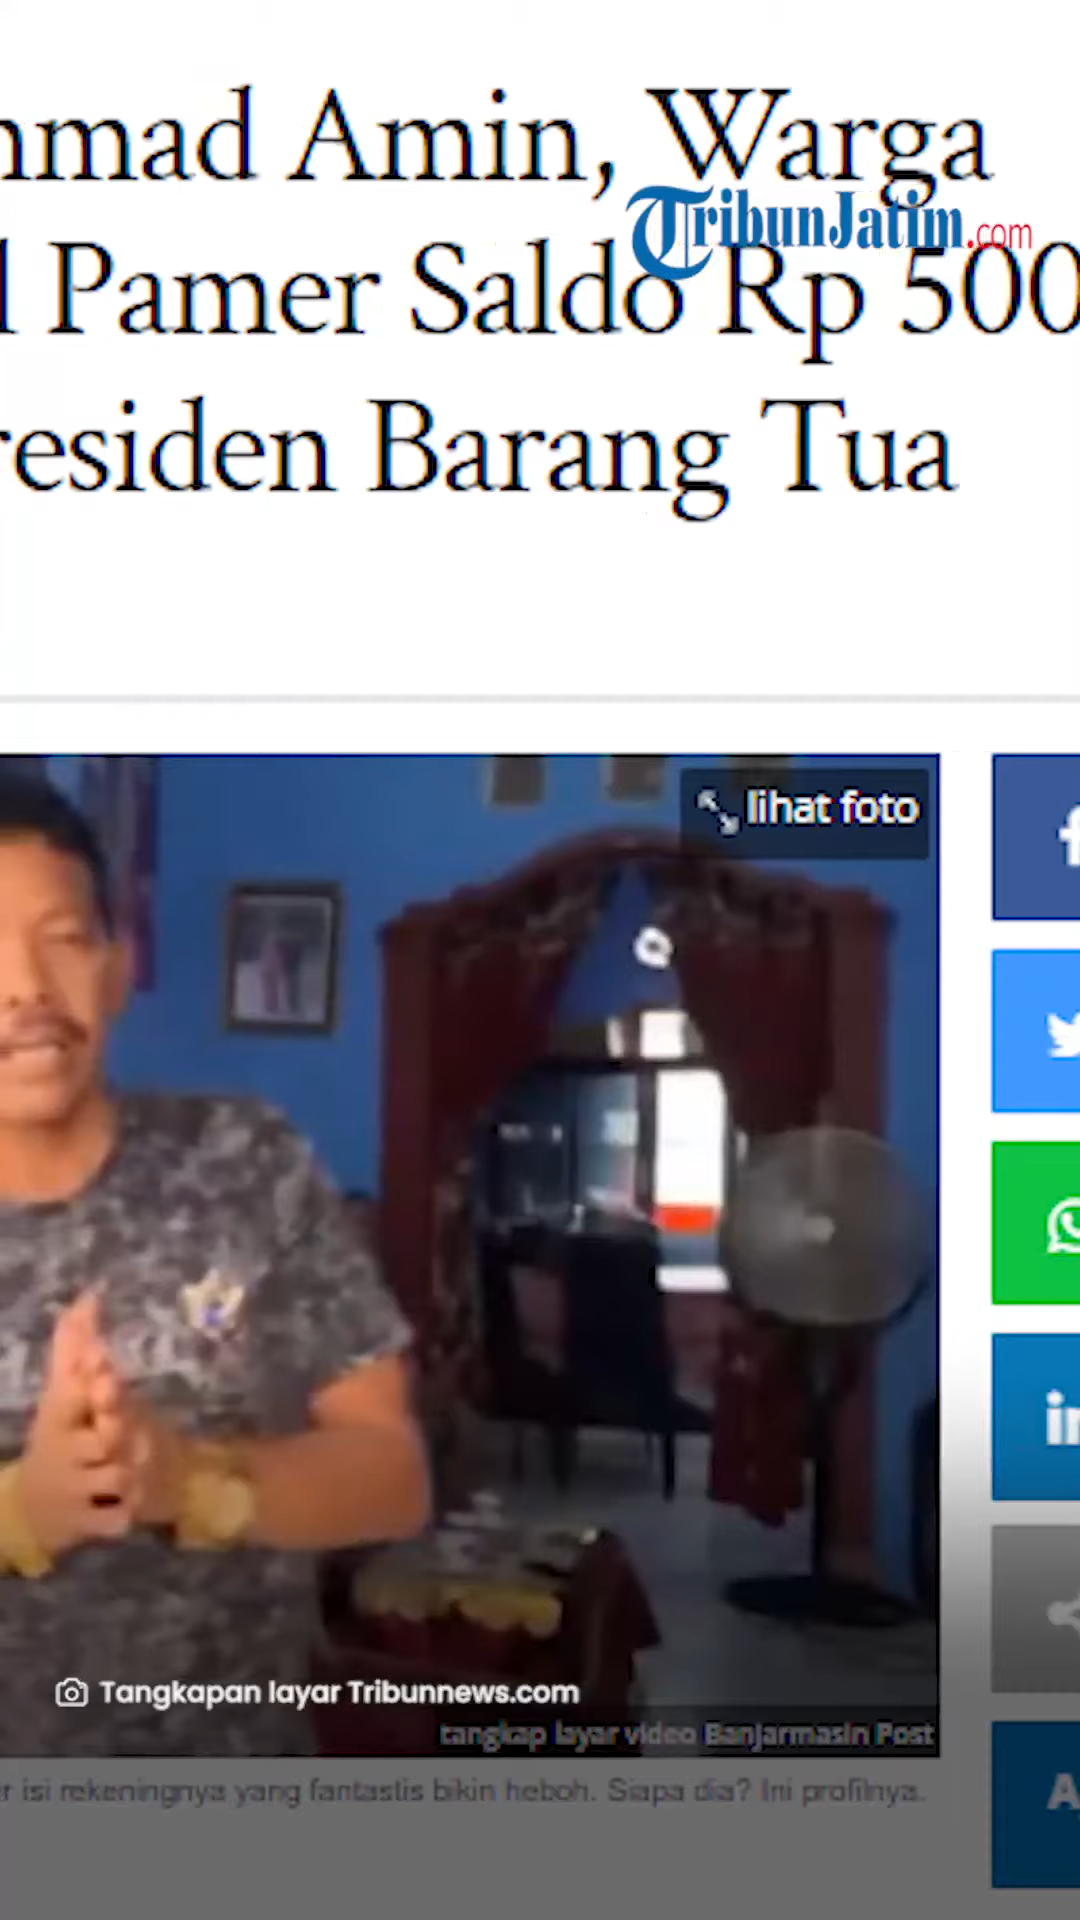 hmad Amin, Warga
TribunJatim.com
l Pamer Saldo Rp 500
residen Barang Tua
lihat foto
Tangkapan layar Tribunnews.com
tangkap layar video Banjarmasin Post
r isi rekeningnya yang fantastis bikin heboh. Siapa dia? Ini profilnya.